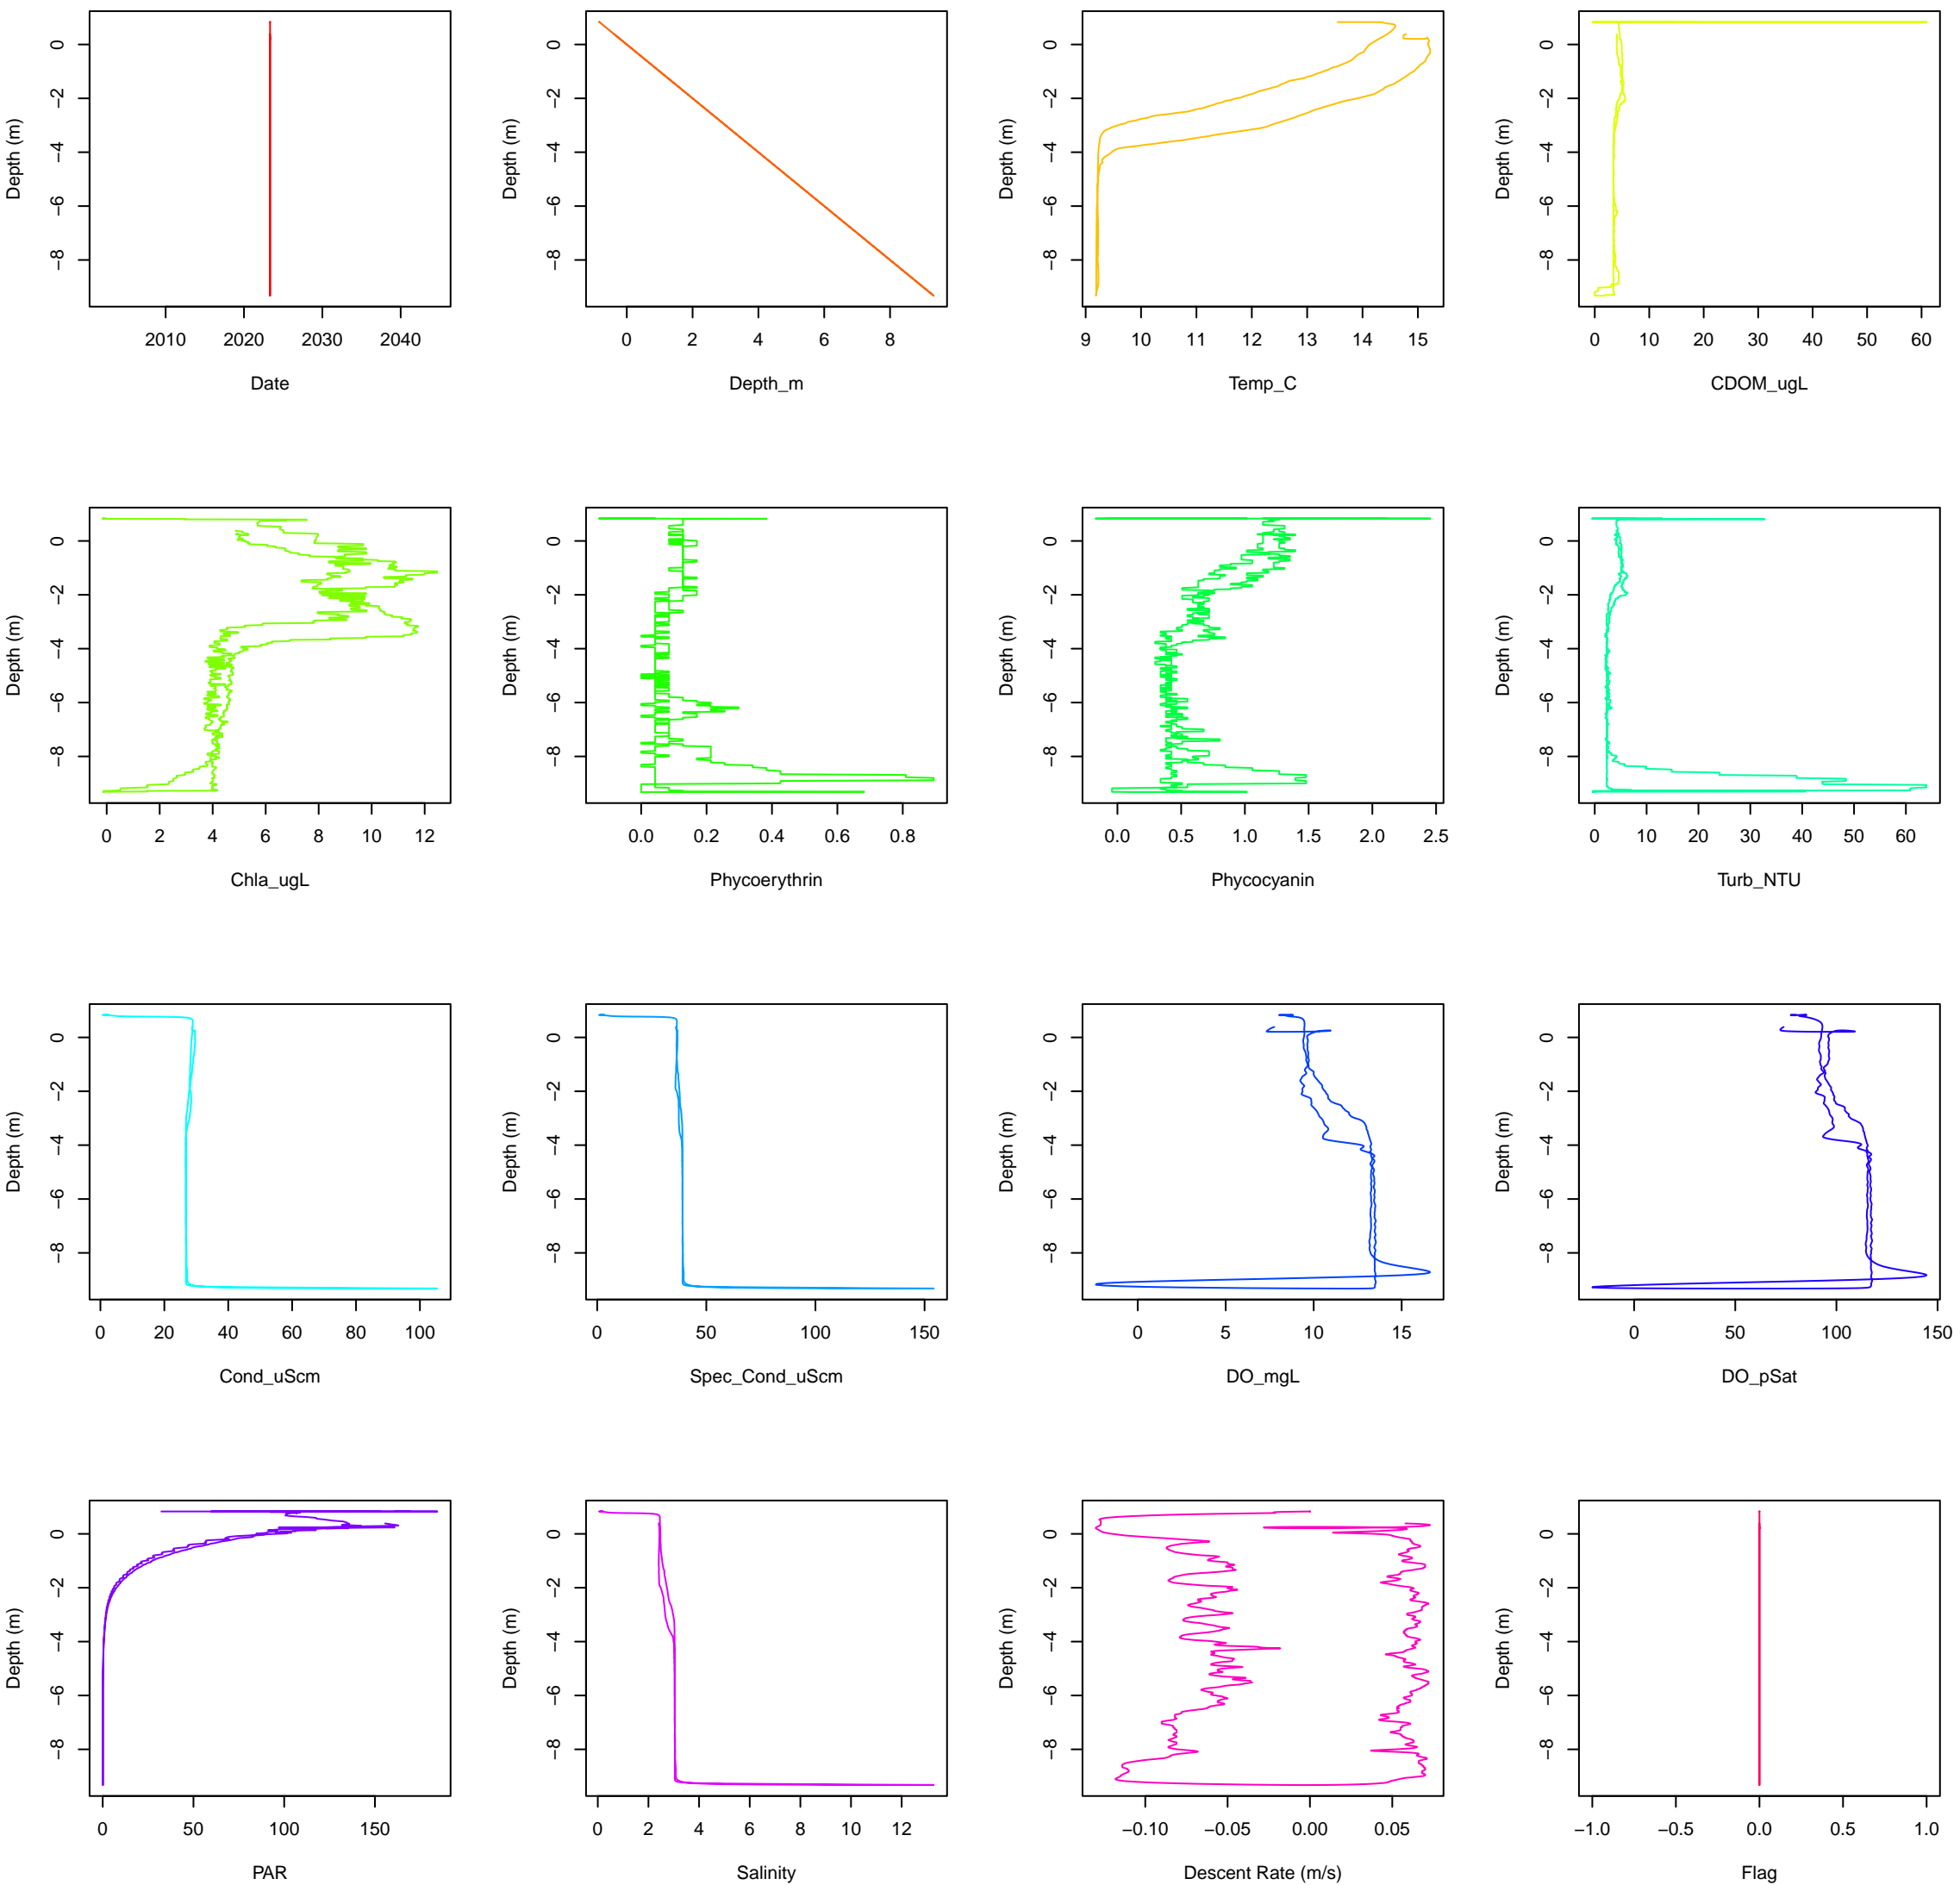 Depth (m)
0
−2
−4
−6
−8
2010 2020 2030 2040
Date
Depth (m)
0
−2
−4
−6
−8
0 2 4 6 8
Depth_m
Depth (m)
0
−2
−4
−6
−8
9 10 11 12 13 14 15
Temp_C
Depth (m)
0
−2
−4
−6
−8
0 10 20 30 40 50 60
CDOM_ugL
Depth (m)
0
−2
−4
−6
−8
0 2 4 6 8 10 12
Chla_ugL
Depth (m)
0
−2
−4
−6
−8
0.0 0.2 0.4 0.6 0.8
Phycoerythrin
Depth (m)
0
−2
−4
−6
−8
0.0 0.5 1.0 1.5 2.0 2.5
Phycocyanin
Depth (m)
0
−2
−4
−6
−8
0 10 20 30 40 50 60
Turb_NTU
Depth (m)
0
−2
−4
−6
−8
0 20 40 60 80 100
Cond_uScm
Depth (m)
0
−2
−4
−6
−8
0 50 100 150
Spec_Cond_uScm
Depth (m)
0
−2
−4
−6
−8
0 5 10 15
DO_mgL
Depth (m)
0
−2
−4
−6
−8
0 50 100 150
DO_pSat
Depth (m)
0
−2
−4
−6
−8
0 50 100 150
PAR
Depth (m)
0
−2
−4
−6
−8
0 2 4 6 8 10 12
Salinity
Depth (m)
0
−2
−4
−6
−8
−0.10 −0.05 0.00 0.05
Descent Rate (m/s)
Depth (m)
0
−2
−4
−6
−8
−1.0 −0.5 0.0 0.5 1.0
Flag